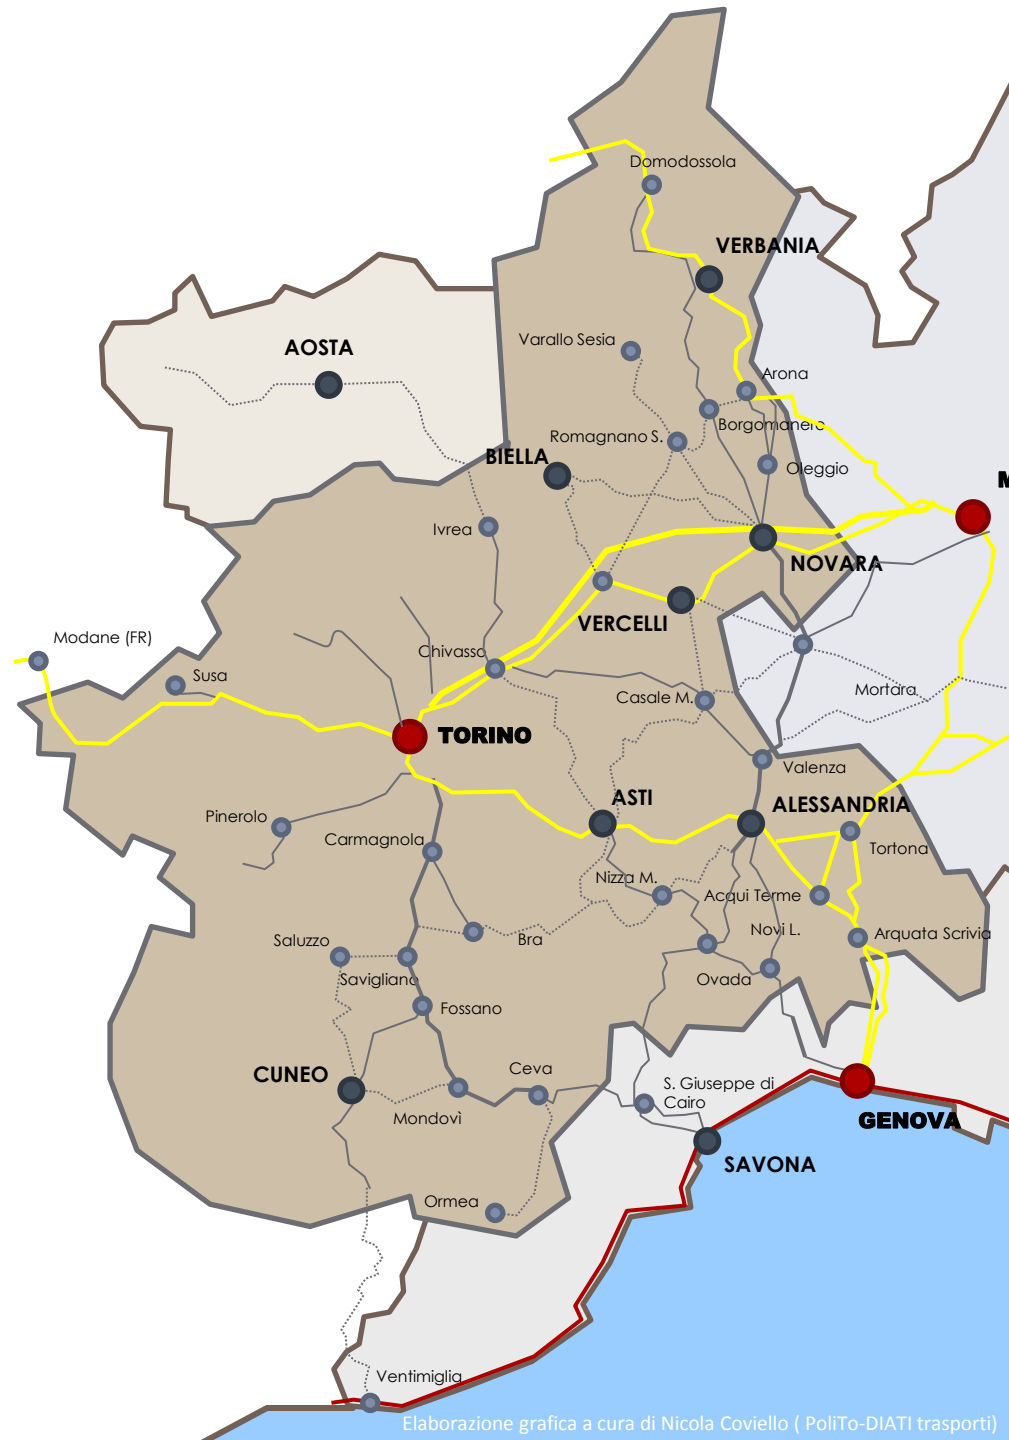 Domodossola
VERBANIA
Varallo Sesia
AOSTA
Arona
Borgomanero
Romagnano S.
BIELLA
Oleggio
M
Ivrea
NOVARA
VERCELLI
Modane (FR)
Chivasso
Susa
Casale M.
Mortara
TORINO
Valenza
ASTI
ALESSANDRIA
Pinerolo
Carmagnola
Tortona
Nizza M.
Acqui Terme
Saluzzo
Bra
Novi L.
Arquata Scrivia
Savigliano
Ovada
Fossano
CUNEO
Ceva
S. Giuseppe di
Cairo
Mondovì
GENOVA
SAVONA
Ormea
Ventimiglia
Elaborazione grafica a cura di Nicola Coviello ( PoliTo-DIATI trasporti)